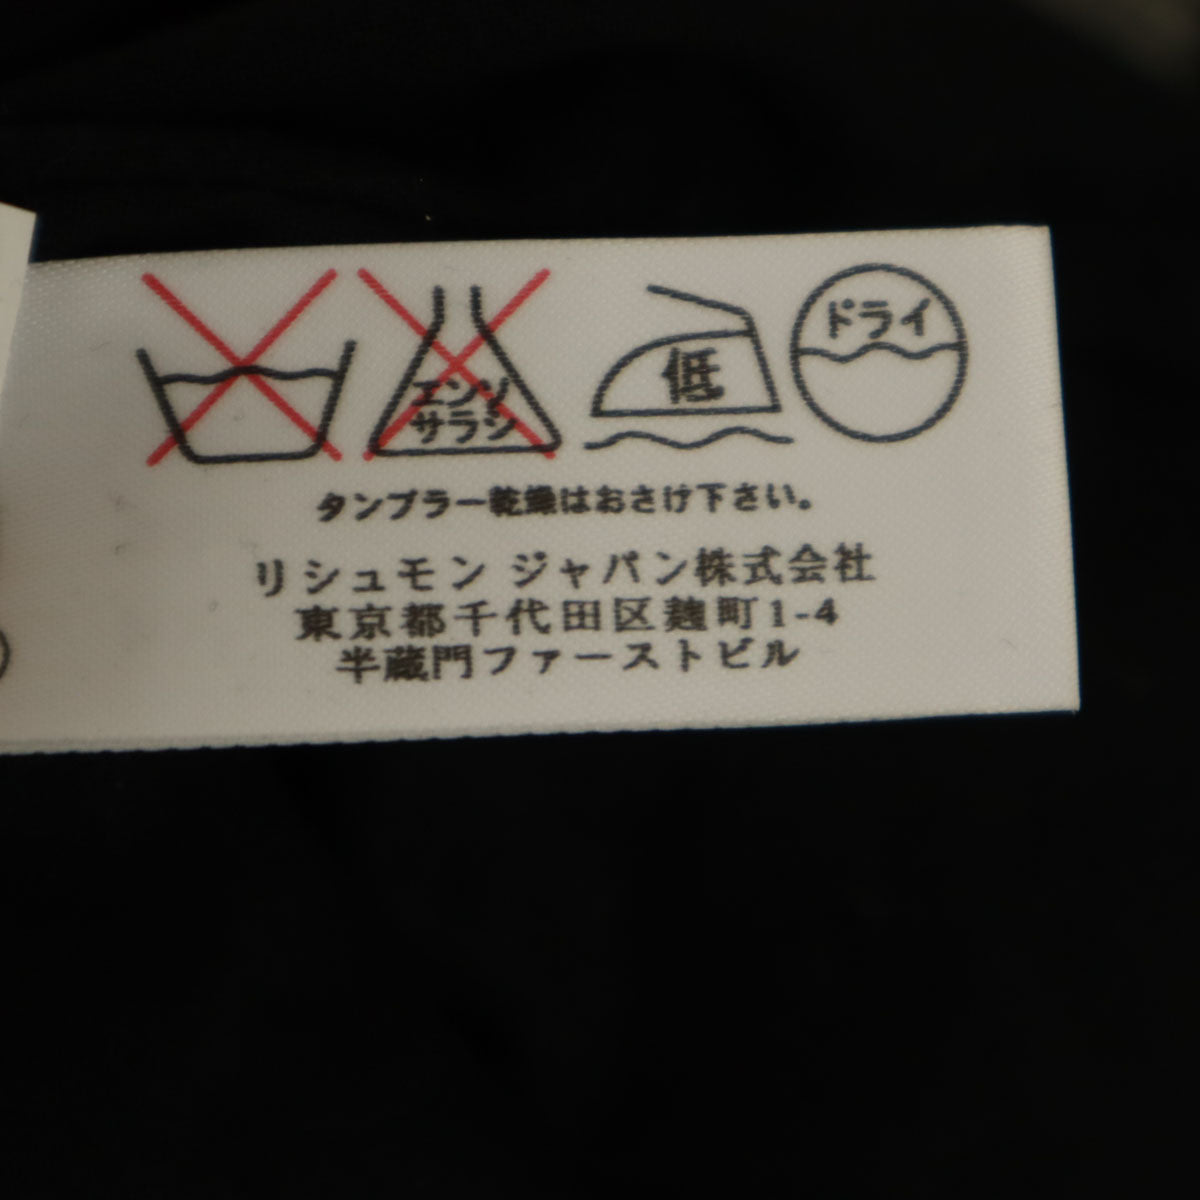 エンソ
サラシ
低
ドライ
タンブラー乾燥はおさけ下さい。
リシュモン ジャパン株式会社
東京都千代田区麹町1-4
半蔵門ファーストビル